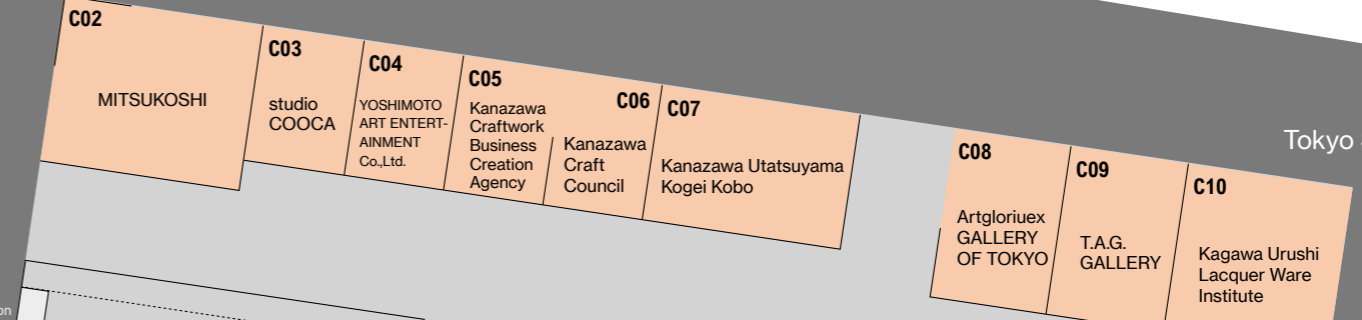 C02
MITSUKOSHI
C03
studio
COOCA
C04
YOSHIMOTO
ART ENTERT-
AINMENT
Co.,Ltd.
C05
Kanazawa
Craftwork
Business
Creation
Agency
C06
Kanazawa
Craft
Council
C07
Kanazawa Utatsuyama
Kogei Kobo
C08
Artgloriuex
GALLERY
OF TOKYO
C09
T.A.G.
GALLERY
C10
Kagawa Urushi
Lacquer Ware
Institute
Tokyo
on